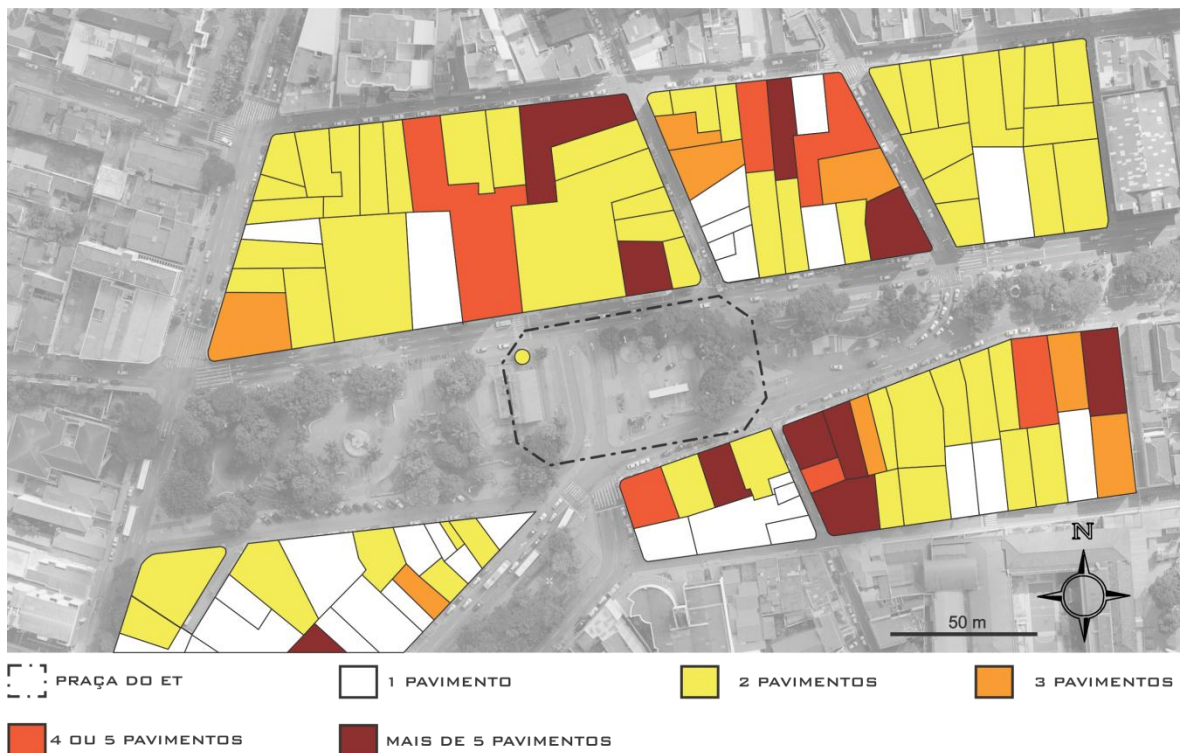 N
50 m
PRAÇA DO ET
1 PAVIMENTO
2 PAVIMENTOS
3 PAVIMENTOS
4 OU 5 PAVIMENTOS
MAIS DE 5 PAVIMENTOS